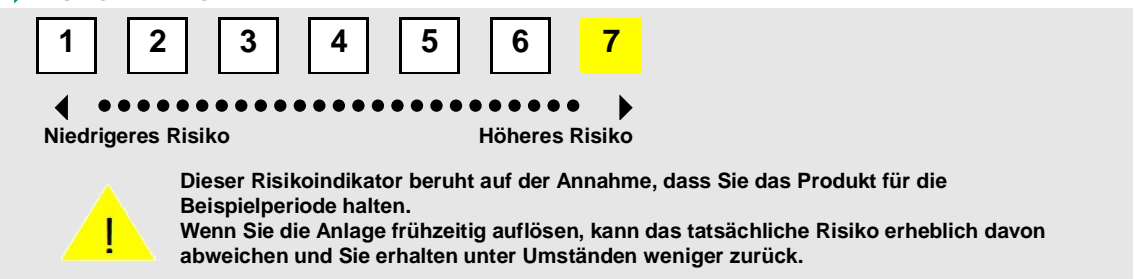 1 2 3 4 5 6 7
Niedrigeres Risiko Höheres Risiko
Dieser Risikoindikator beruht auf der Annahme, dass Sie das Produkt für die
Beispielperiode halten.
Wenn Sie die Anlage frühzeitig auflösen, kann das tatsächliche Risiko erheblich davon
abweichen und Sie erhalten unter Umständen weniger zurück.
!